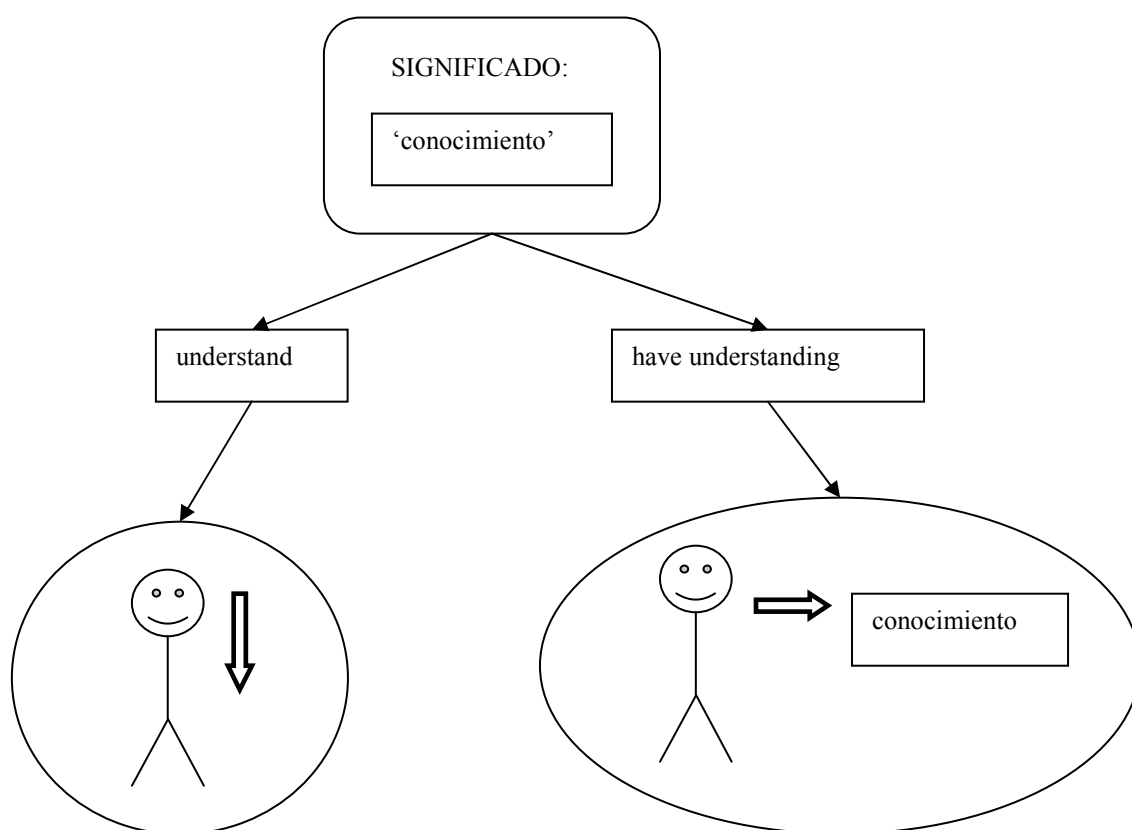 SIGNIFICADO:
‘conocimiento’
understand
have understanding
conocimiento